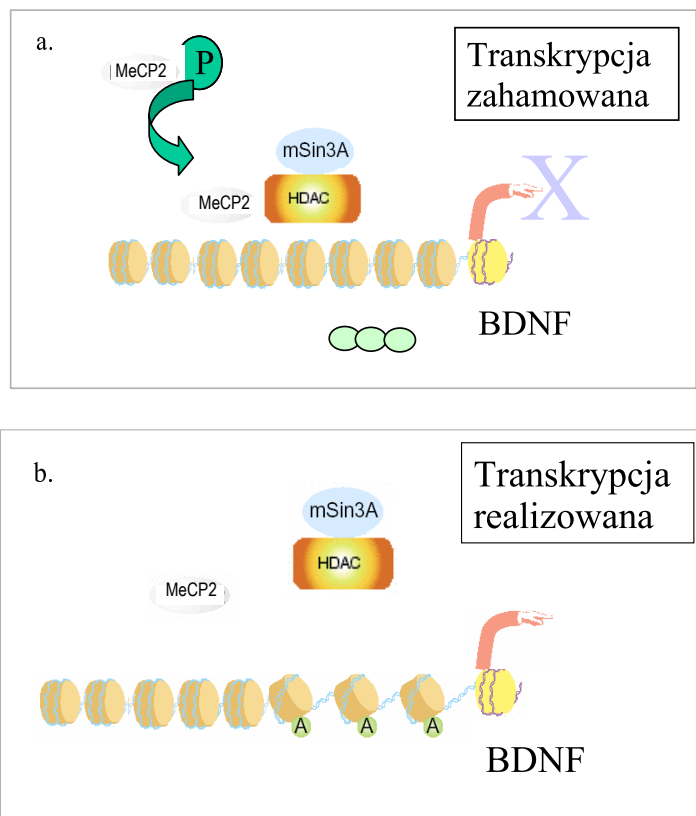 a.
MeCP2
P
Transkrypcja
zahamowana
mSin3A
MeCP2
HDAC
X
BDNF
b.
Transkrypcja
realizowana
mSin3A
HDAC
MeCP2
A
A
A
BDNF